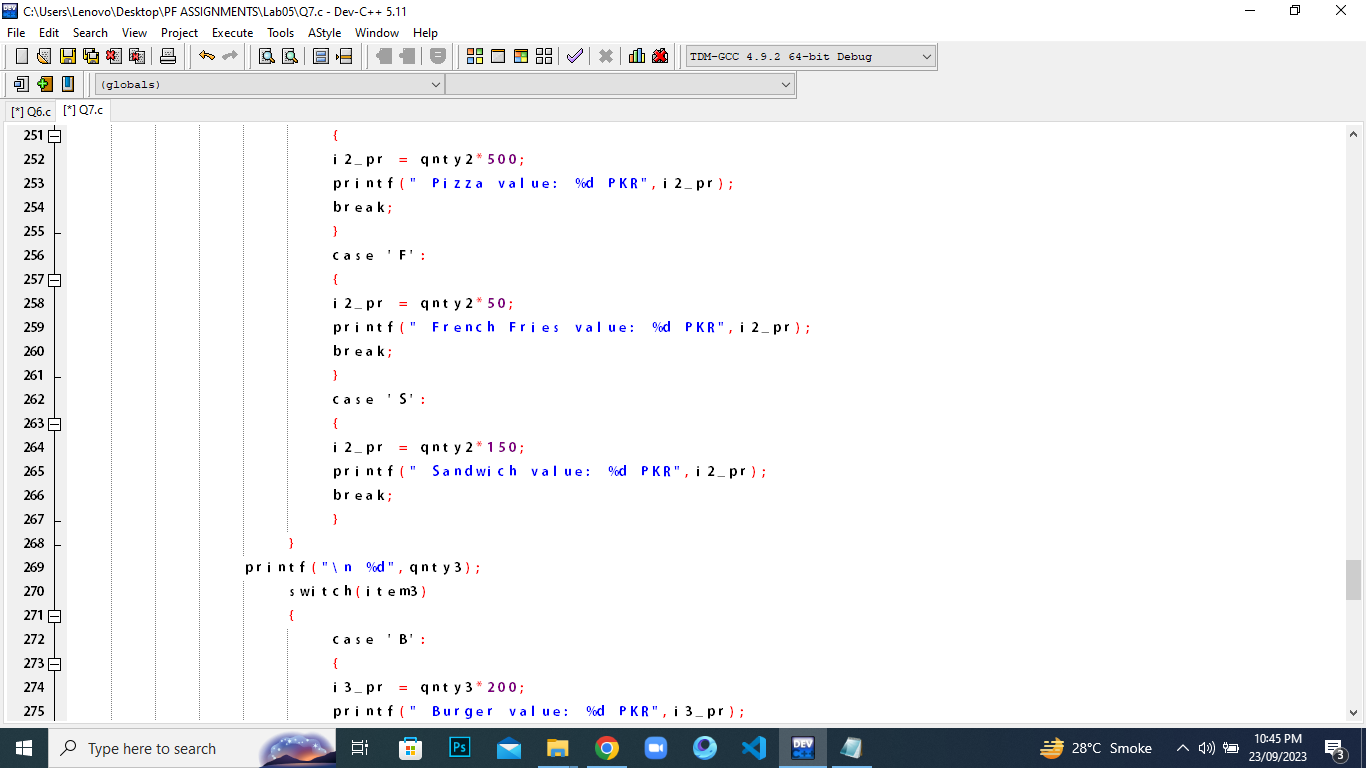 C:\Users\Lenovo\Desktop\PF ASSIGNMENTS\Lab05\Q7.c - Dev-C++ 5.11
File Edit Search View Project Execute Tools AStyle Window Help
TDM-GCC 4.9.2 64-bit Debug
(globals)
[*] Q6.c [*] Q7.c
251 {
252 i2_pr = qnty2*500;
253 printf(" Pizza value: %d PKR",i2_pr);
254 break;
255 }
256 case 'F':
257 {
258 i2_pr = qnty2*50;
259 printf(" French Fries value: %d PKR",i2_pr);
260 break;
261 }
262 case 'S':
263 {
264 i2_pr = qnty2*150;
265 printf(" Sandwich value: %d PKR",i2_pr);
266 break;
267 }
268 }
269 printf("\n %d",qnty3);
270 switch(item3)
271 {
272 case 'B':
273 {
274 i3_pr = qnty3*200;
275 printf(" Burger value: %d PKR",i3_pr);
Type here to search
Ps
DEV
28°C Smoke
10:45 PM
23/09/2023
3